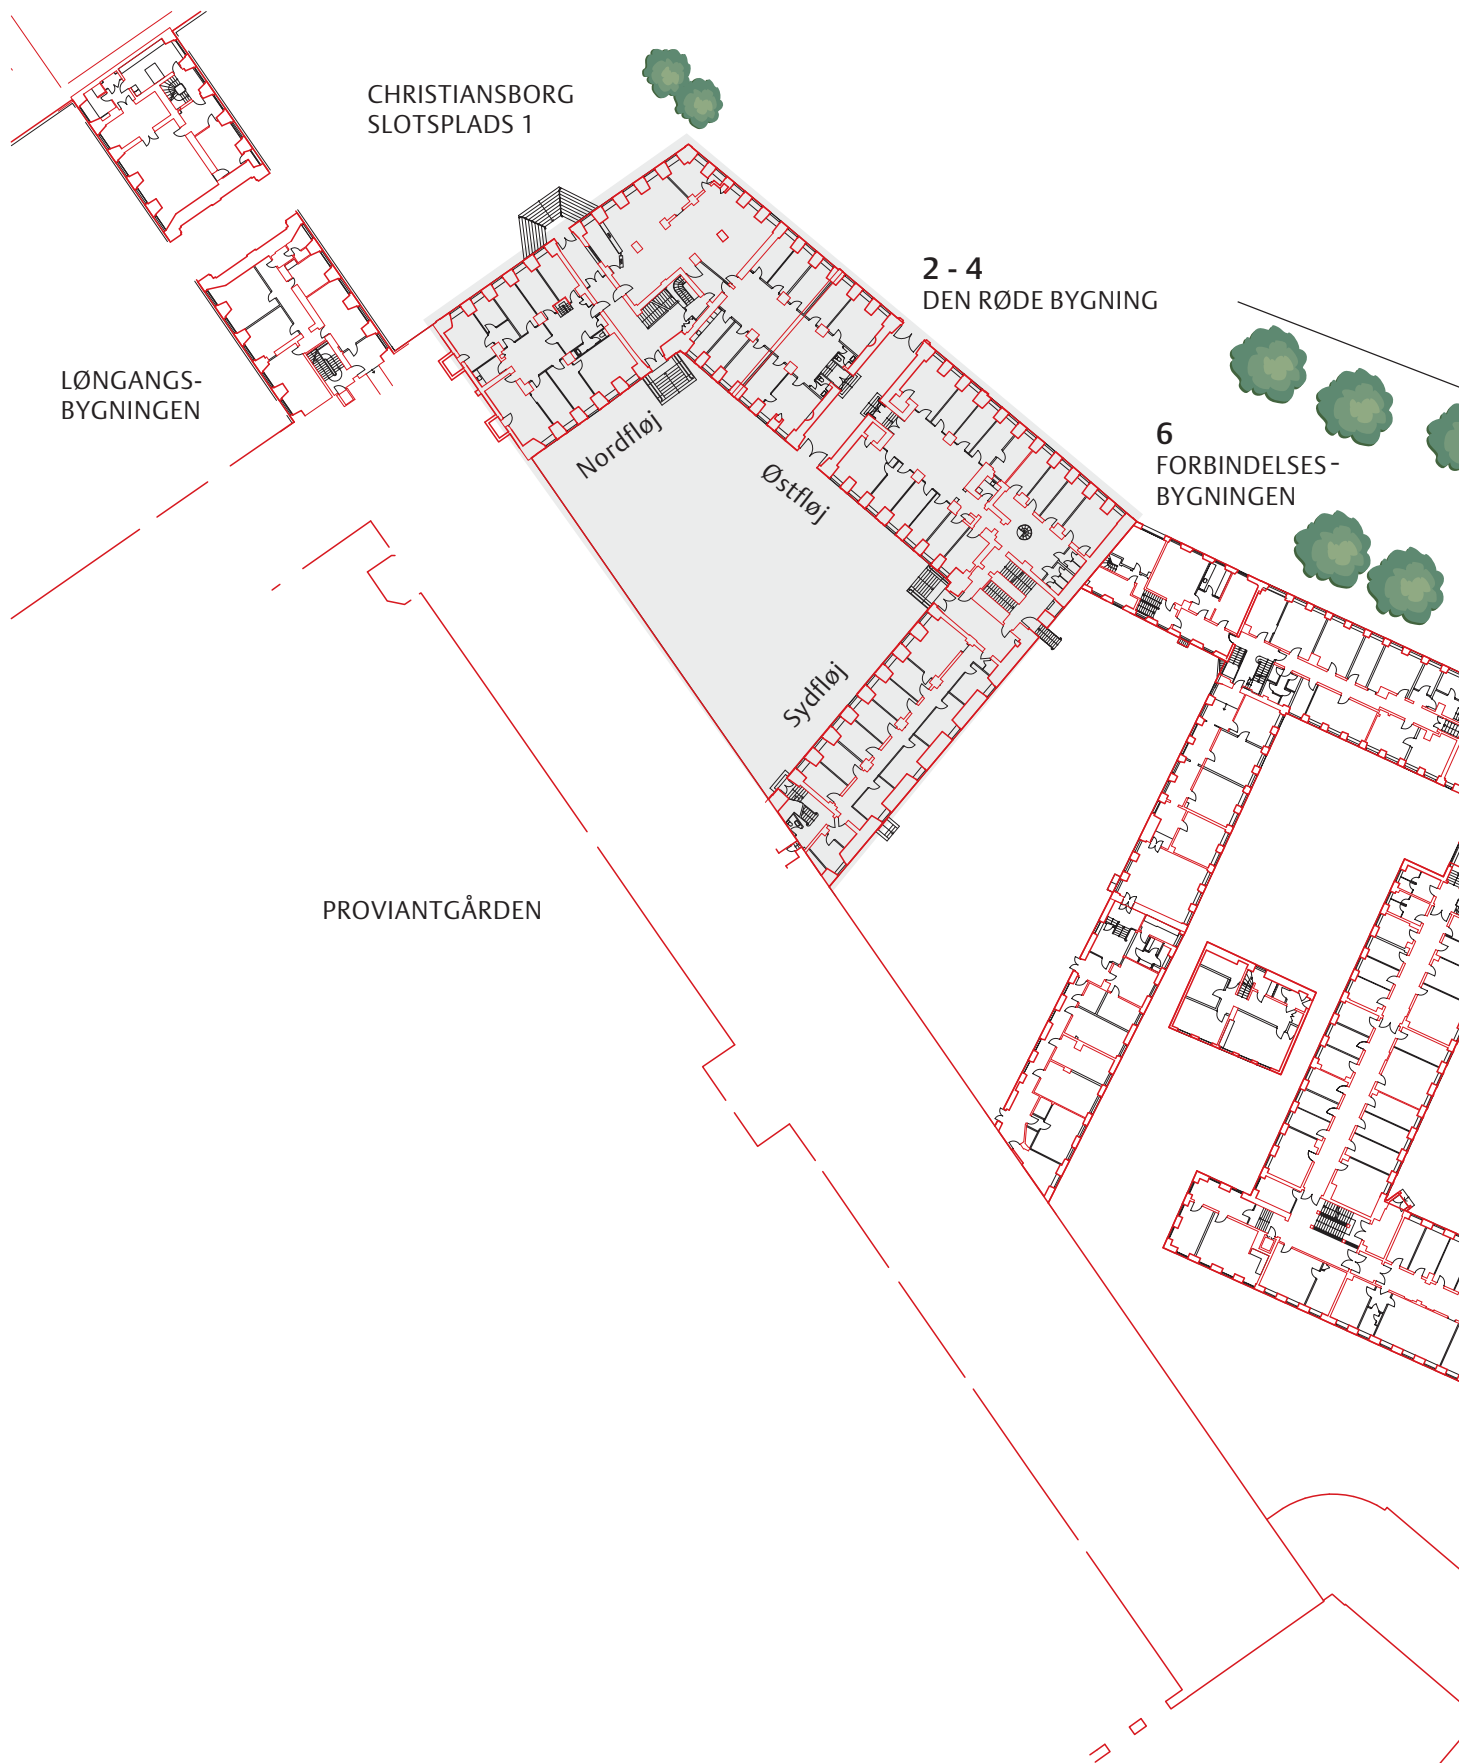 CHRISTIANSBORG
SLOTSPLADS 1
2 - 4
DEN RØDE BYGNING
LØNGANGS-
BYGNINGEN
6
FORBINDELSES-
BYGNINGEN
Nordfløj
Østfløj
Sydfløj
PROVIANTGÅRDEN